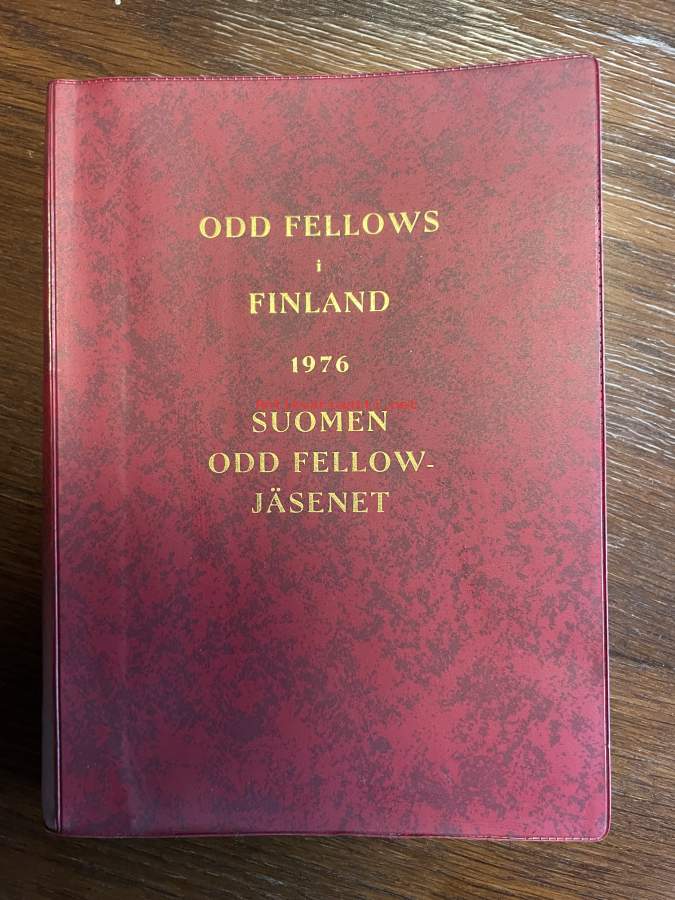 ODD FELLOWS
i
FINLAND
1976
SUOMEN
ODD FELLOW-
JÄSENET